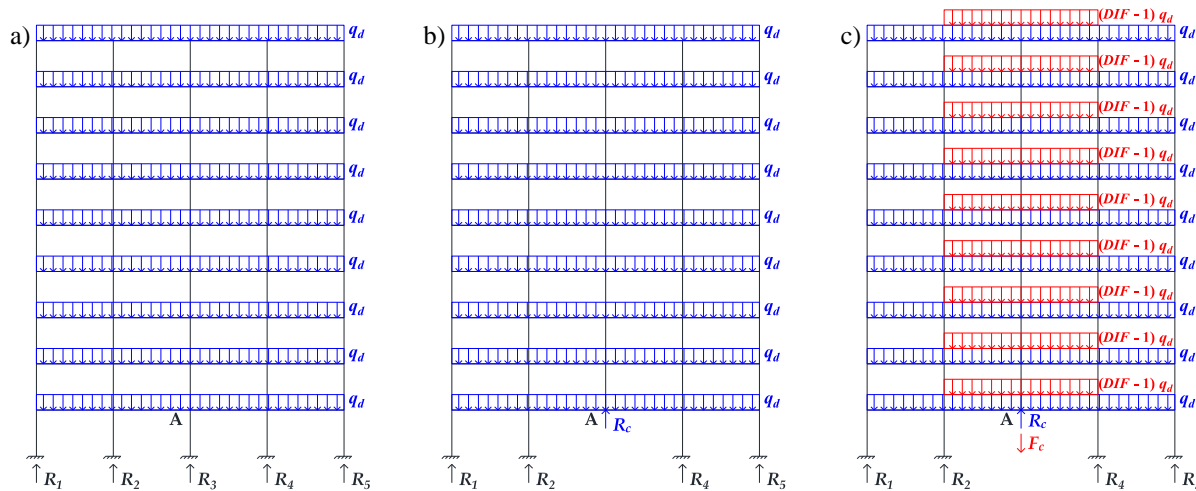 a) q_d
q_d
q_d
q_d
q_d
q_d
q_d
q_d
q_d
A
R_1 R_2 R_3 R_4 R_5
b) q_d
q_d
q_d
q_d
q_d
q_d
q_d
q_d
q_d
A R_c
R_1 R_2 R_4 R_5
(DIF - 1) q_d
c) q_d
(DIF - 1) q_d
q_d
(DIF - 1) q_d
q_d
(DIF - 1) q_d
q_d
(DIF - 1) q_d
q_d
(DIF - 1) q_d
q_d
(DIF - 1) q_d
q_d
(DIF - 1) q_d
q_d
(DIF - 1) q_d
q_d
A R_c
F_c
R_1 R_2 R_4